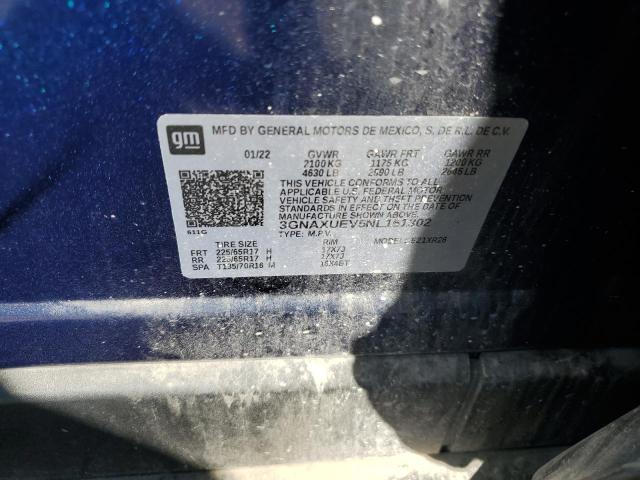 gm
MFD BY GENERAL MOTORS DE MEXICO, S. DE R.L. DE C.V.
01/22 GVWR GAWR FRT GAWR RR
2100 KG 1175 KG 1200 KG
4630 LB 2590 LB 2645 LB
THIS VEHICLE CONFORMS TO ALL
APPLICABLE U.S. FEDERAL MOTOR
VEHICLE SAFETY AND THEFT PREVENTION
STANDARDS IN EFFECT ON THE DATE OF
MANUFACTURE SHOWN ABOVE.
3GNAXUEV5NL151302
TYPE: M.P.V. MODEL:
611G
TIRE SIZE RIM
FRT 225/65R17 H 17X7J
RR 225/65R17 H 17X7J
SPA T135/70R16 M 16X4BT